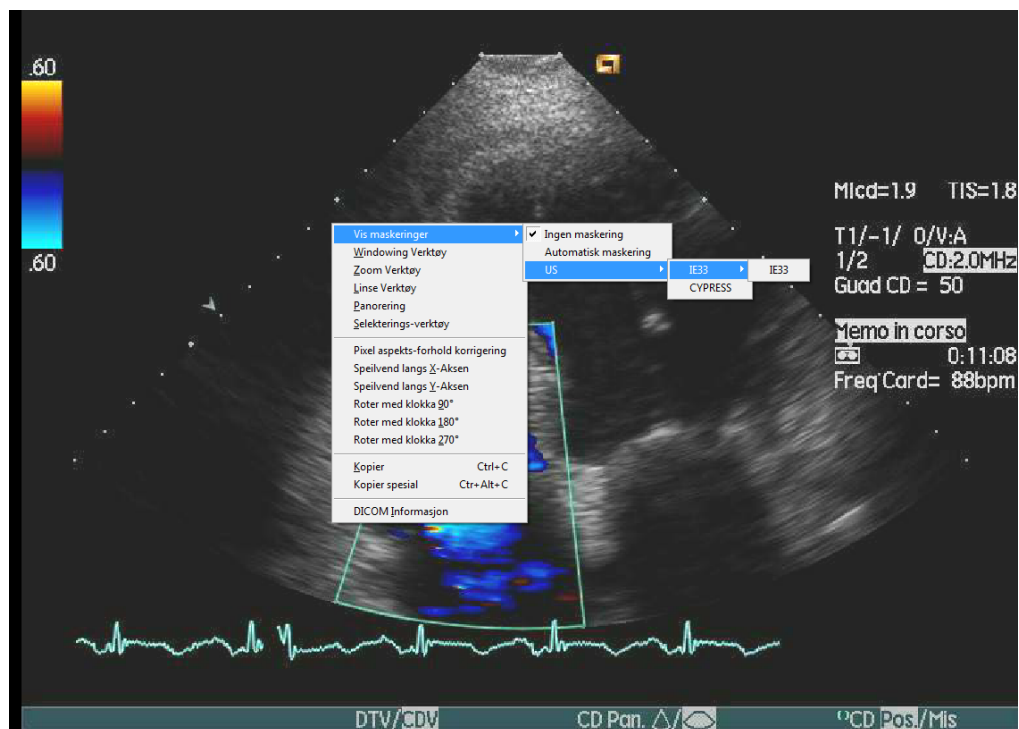 .60
.60
MIcd=1.9 TIS=1.8
T1/-1/ 0/V:A
1/2 CD:2.0MHz
Guad CD = 50
Memo in corso
0:11:08
Freq.Card= 88bpm
Vis maskeringer
Windowing Verktøy
Zoom Verktøy
Linse Verktøy
Panorering
Selekterings-verktøy
Pixel aspekts-forhold korrigering
Speilvend langs X-Aksen
Speilvend langs Y-Aksen
Roter med klokka 90°
Roter med klokka 180°
Roter med klokka 270°
Kopier Ctrl+C
Kopier spesial Ctr+Alt+C
DICOM Informasjon
Ingen maskering
Automatisk maskering
US
IE33
CYPRESS
IE33
DTV/CDV CD Pan. CD Pos./Mis